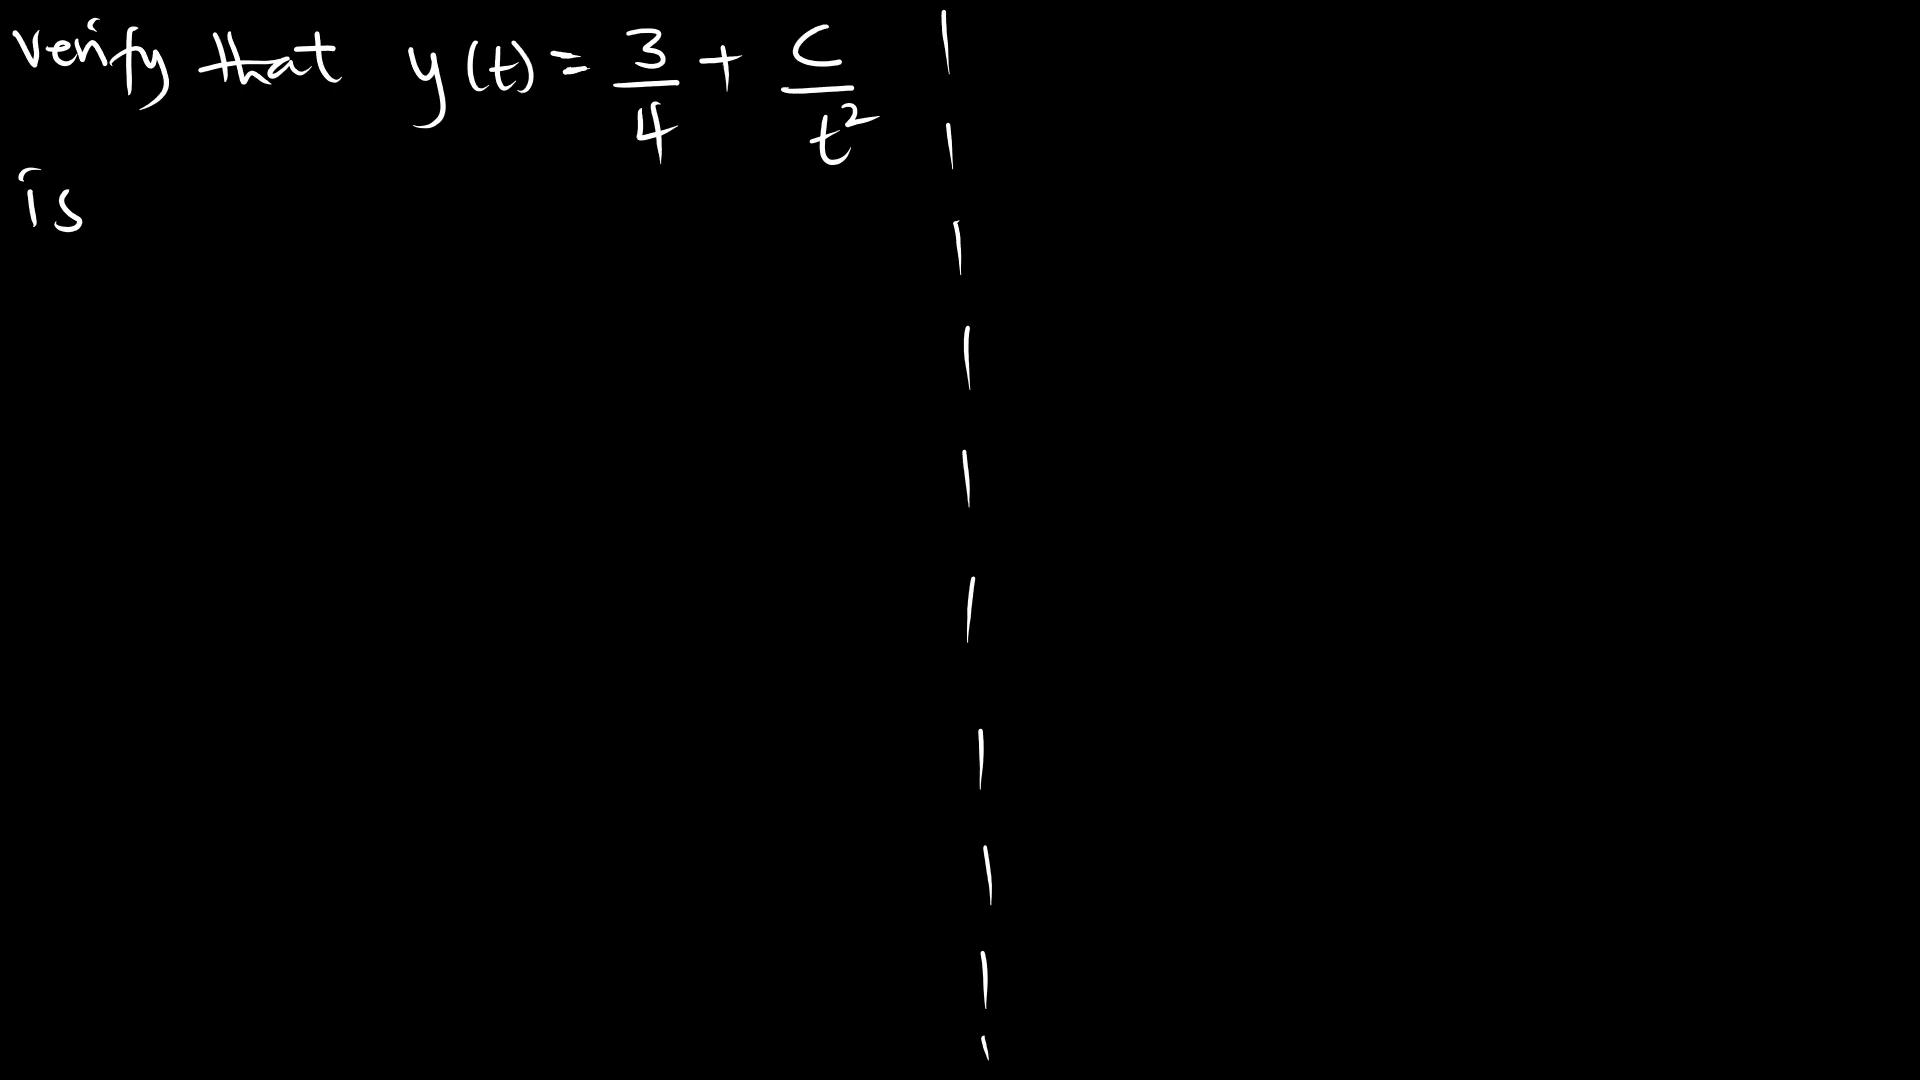 verify that y(t) = 3/4 + c/t²
is